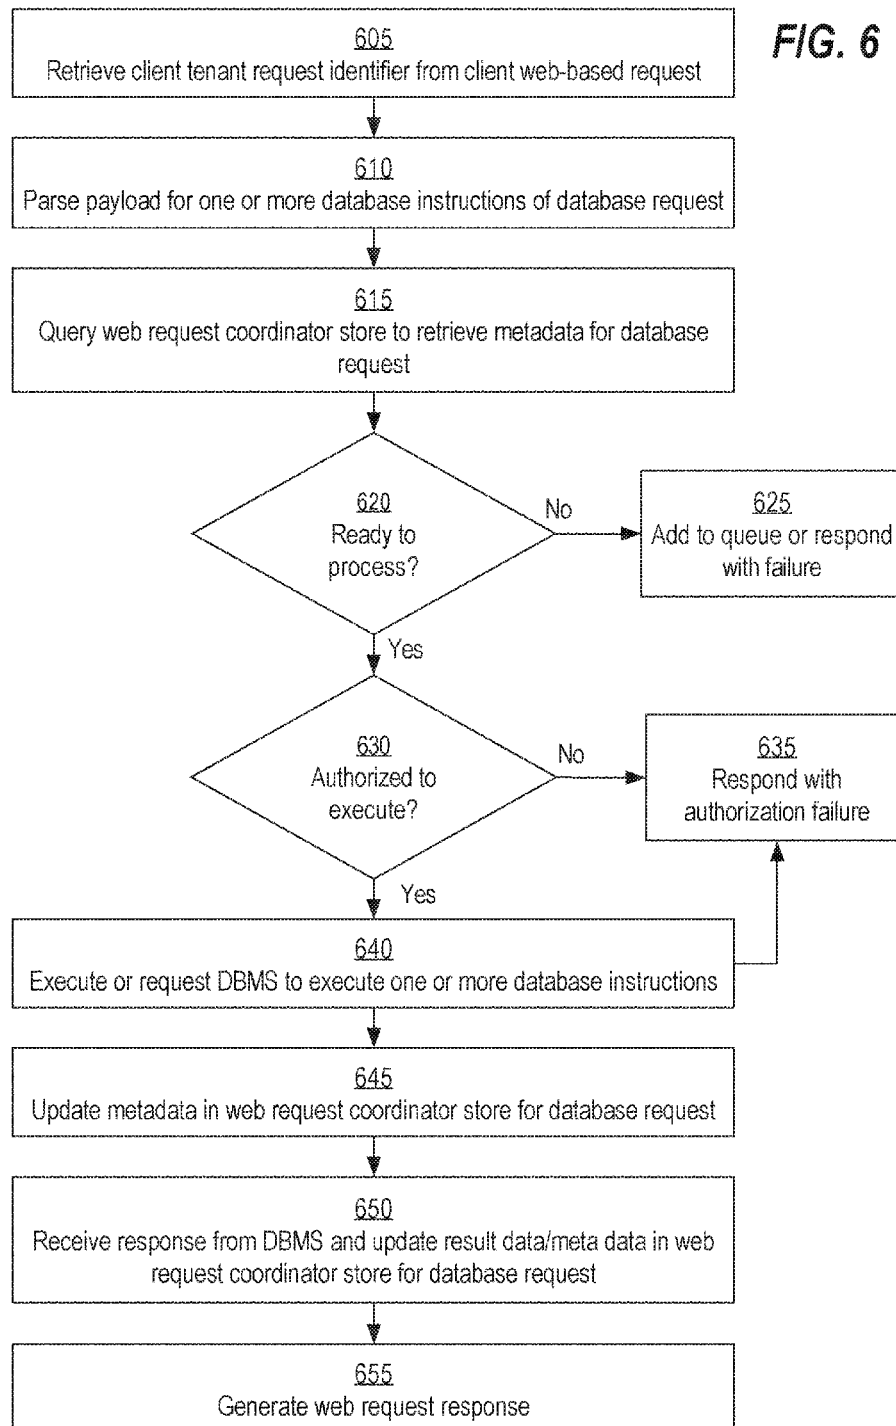 FIG. 6
605
Retrieve client tenant request identifier from client web-based request
610
Parse payload for one or more database instructions of database request
615
Query web request coordinator store to retrieve metadata for database
request
620
Ready to
process?
No
625
Add to queue or respond
with failure
Yes
630
Authorized to
execute?
No
635
Respond with
authorization failure
Yes
640
Execute or request DBMS to execute one or more database instructions
645
Update metadata in web request coordinator store for database request
650
Receive response from DBMS and update result data/meta data in web
request coordinator store for database request
655
Generate web request response